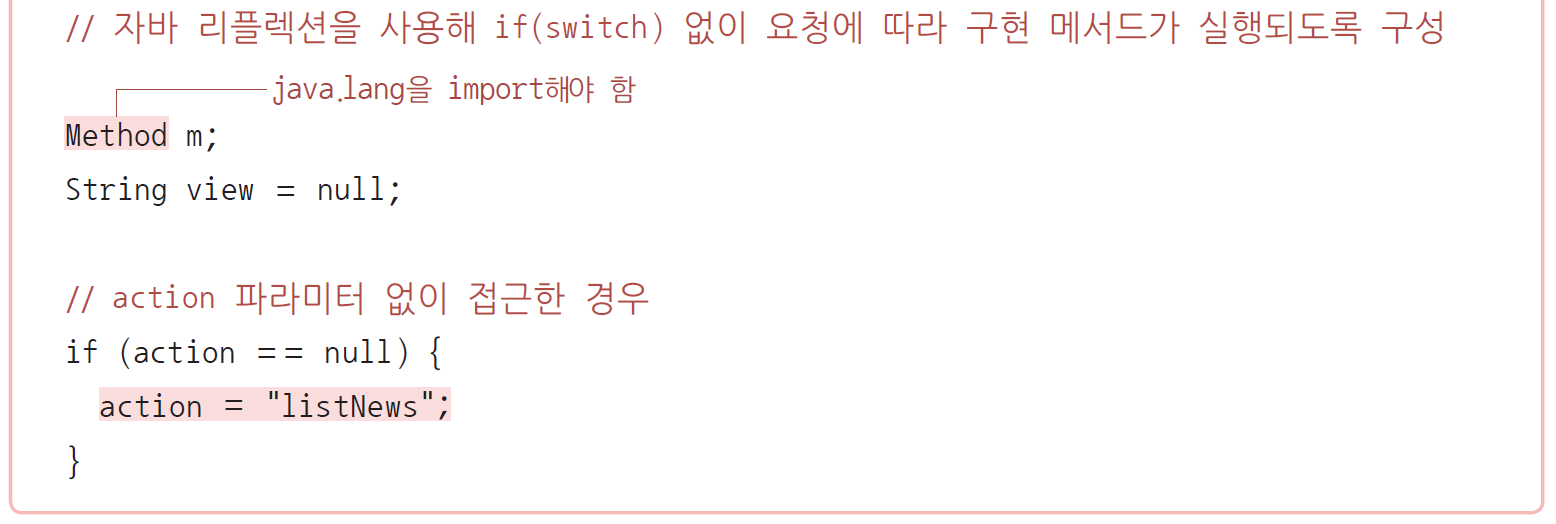 // 자바 리플렉션을 사용해 if(switch) 없이 요청에 따라 구현 메서드가 실행되도록 구성
java.lang을 import해야 함
Method m;
String view = null;
// action 파라미터 없이 접근한 경우
if (action == null) {
action = "listNews";
}